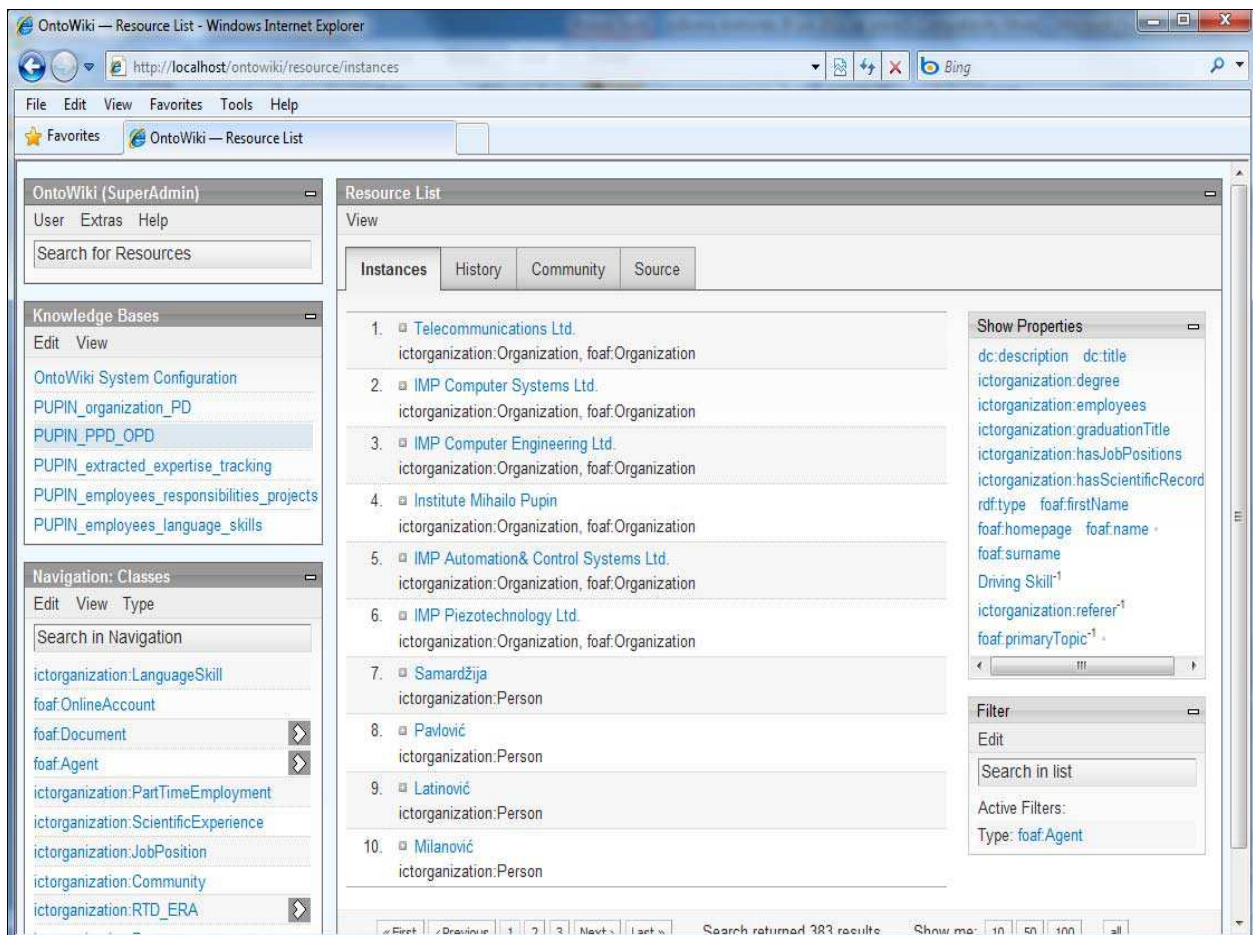 OntoWiki — Resource List - Windows Internet Explorer
http://localhost/ontowiki/resource/instances
Bing
File Edit View Favorites Tools Help
Favorites
OntoWiki — Resource List
OntoWiki (SuperAdmin)
User Extras Help
Search for Resources
Knowledge Bases
Edit View
OntoWiki System Configuration
PUPIN_organization_PD
PUPIN_PPD_OPD
PUPIN_extracted_expertise_tracking
PUPIN_employees_responsibilities_projects
PUPIN_employees_language_skills
Navigation: Classes
Edit View Type
Search in Navigation
ictorganization:LanguageSkill
foaf:OnlineAccount
foaf:Document
foaf:Agent
ictorganization:PartTimeEmployment
ictorganization:ScientificExperience
ictorganization:JobPosition
ictorganization:Community
ictorganization:RTD_ERA
Resource List
View
Instances History Community Source
1. Telecommunications Ltd.
ictorganization:Organization, foaf:Organization
2. IMP Computer Systems Ltd.
ictorganization:Organization, foaf:Organization
3. IMP Computer Engineering Ltd.
ictorganization:Organization, foaf:Organization
4. Institute Mihailo Pupin
ictorganization:Organization, foaf:Organization
5. IMP Automation& Control Systems Ltd.
ictorganization:Organization, foaf:Organization
6. IMP Piezotechnology Ltd.
ictorganization:Organization, foaf:Organization
7. Samardžija
ictorganization:Person
8. Pavlović
ictorganization:Person
9. Latinović
ictorganization:Person
10. Milanović
ictorganization:Person
«First ‹Previous 1 2 3 Next› Last» Search returned 383 results. Show me: 10 50 100 all
Show Properties
dc:description dc:title
ictorganization:degree
ictorganization:employees
ictorganization:graduationTitle
ictorganization:hasJobPositions
ictorganization:hasScientificRecord
rdf:type foaf:firstName
foaf:homepage foaf:name
foaf:surname
Driving Skill-1
ictorganization:referer-1
foaf:primaryTopic-1
Filter
Edit
Search in list
Active Filters:
Type: foaf:Agent